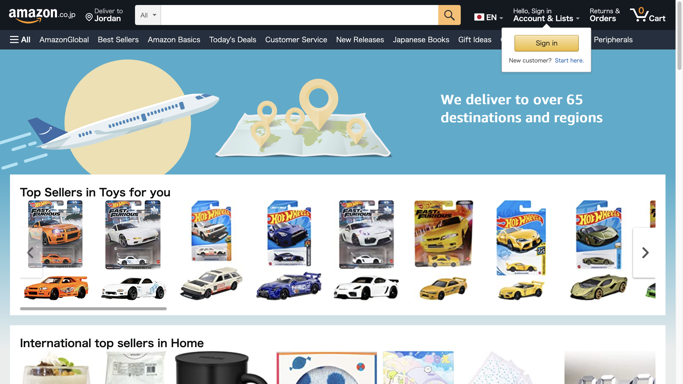 amazon.co.jp
Deliver to
Jordan
All
EN
Hello, Sign in
Account & Lists
Returns &
Orders
0
Cart
All
AmazonGlobal
Best Sellers
Amazon Basics
Today's Deals
Customer Service
New Releases
Japanese Books
Gift Ideas
Peripherals
Sign in
New customer? Start here.
We deliver to over 65
destinations and regions
Top Sellers in Toys for you
FAST & FURIOUS
FAST & FURIOUS
Hot Wheels
Hot Wheels
FAST & FURIOUS
FAST & FURIOUS
Hot Wheels
Hot Wheels
International top sellers in Home